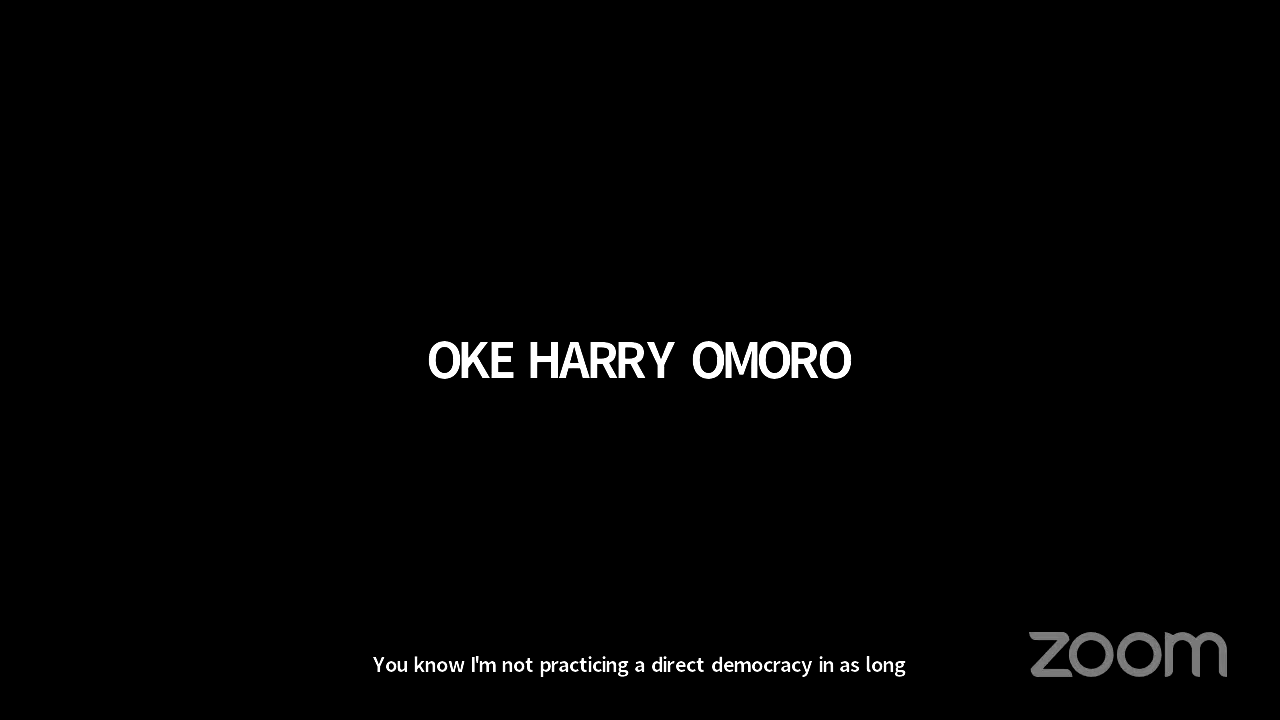 OKE HARRY OMORO
You know I'm not practicing a direct democracy in as long
zoom